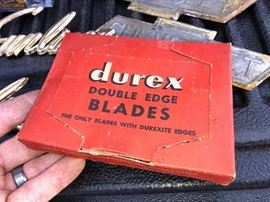 durex
DOUBLE EDGE
BLADES
THE ONLY BLADES WITH DUREXITE EDGES